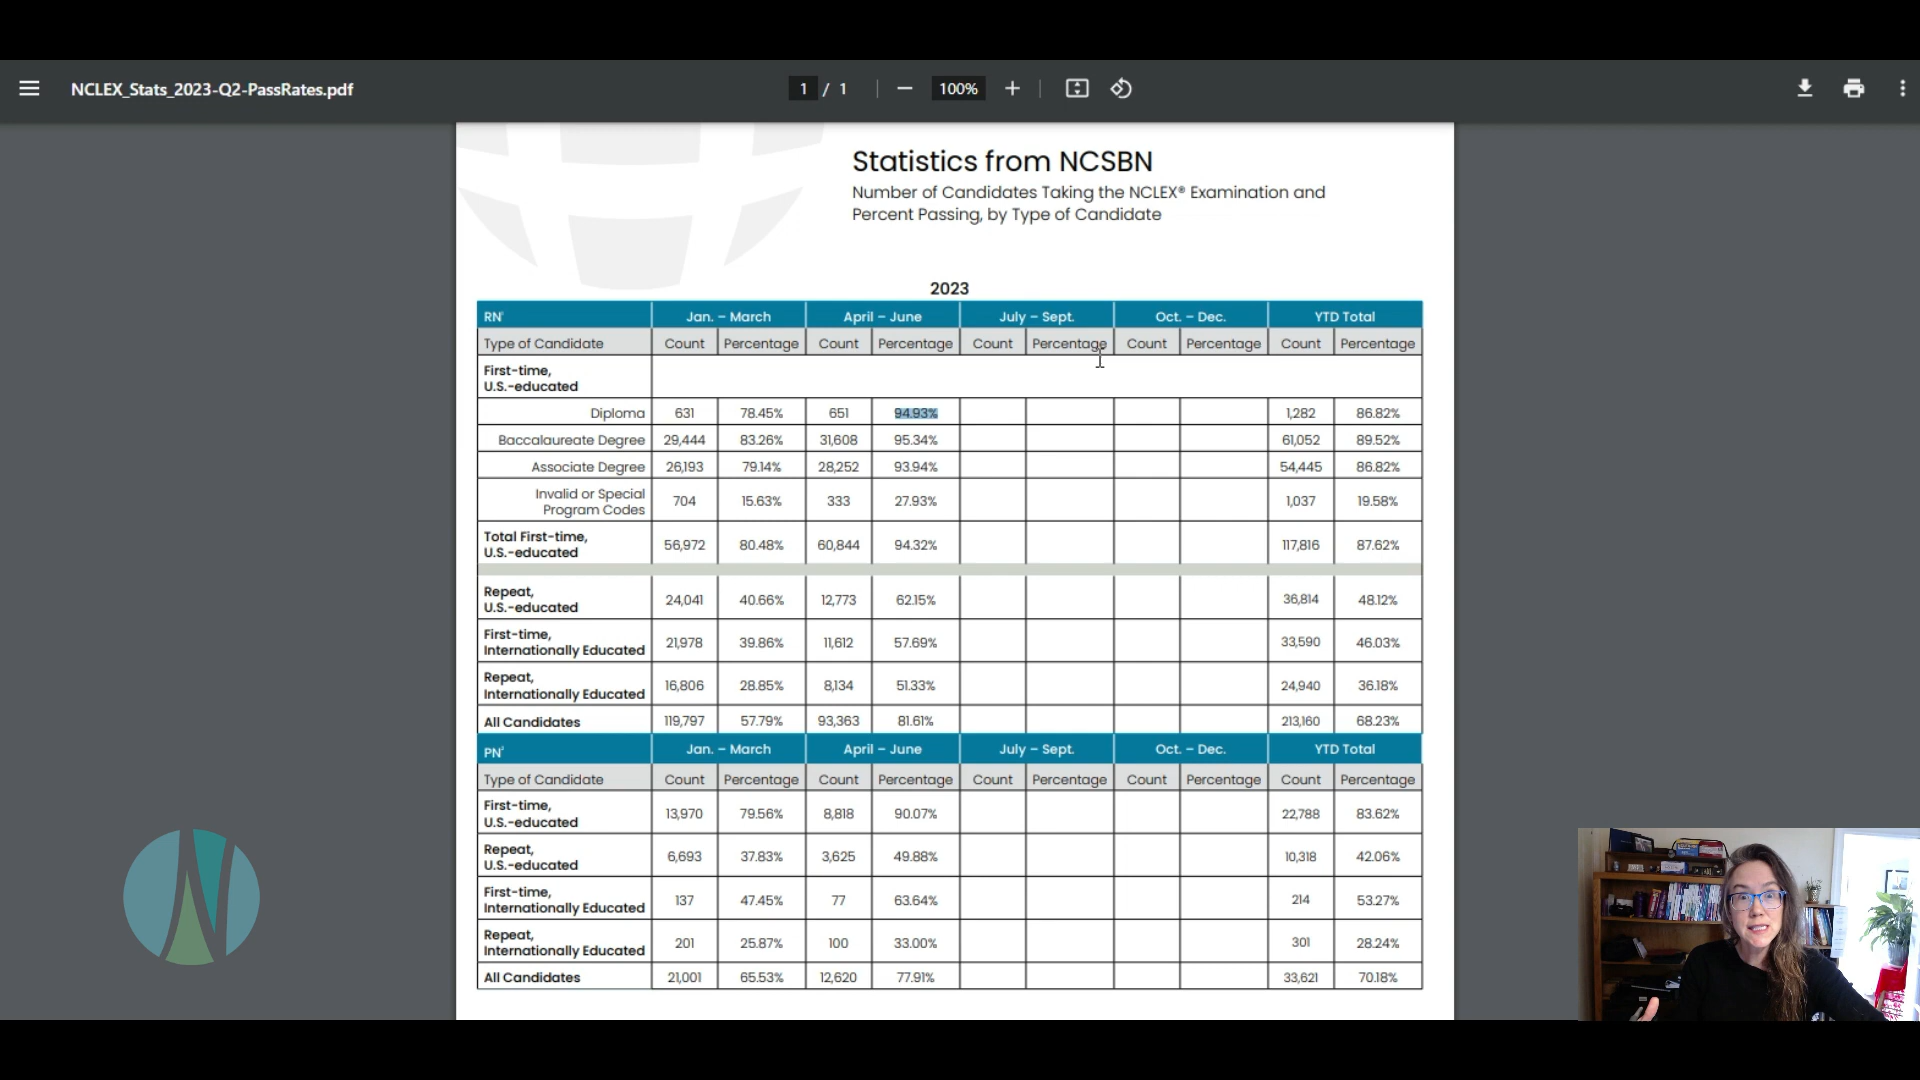 NCLEX_Stats_2023-Q2-PassRates.pdf
1 / 1
100%
Statistics from NCSBN
Number of Candidates Taking the NCLEX® Examination and
Percent Passing, by Type of Candidate
2023
RN¹ Jan. – March April – June July – Sept. Oct. – Dec. YTD Total
Type of Candidate Count Percentage Count Percentage Count Percentage Count Percentage Count Percentage
First-time,
U.S.-educated
Diploma 631 78.45% 651 94.93% 1,282 86.82%
Baccalaureate Degree 29,444 83.26% 31,608 95.34% 61,052 89.52%
Associate Degree 26,193 79.14% 28,252 93.94% 54,445 86.82%
Invalid or Special
Program Codes 704 15.63% 333 27.93% 1,037 19.58%
Total First-time,
U.S.-educated 56,972 80.48% 60,844 94.32% 117,816 87.62%
Repeat,
U.S.-educated 24,041 40.66% 12,773 62.15% 36,814 48.12%
First-time,
Internationally Educated 21,978 39.86% 11,612 57.69% 33,590 46.03%
Repeat,
Internationally Educated 16,806 28.85% 8,134 51.33% 24,940 36.18%
All Candidates 119,797 57.79% 93,363 81.61% 213,160 68.23%
PN² Jan. – March April – June July – Sept. Oct. – Dec. YTD Total
Type of Candidate Count Percentage Count Percentage Count Percentage Count Percentage Count Percentage
First-time,
U.S.-educated 13,970 79.56% 8,818 90.07% 22,788 83.62%
Repeat,
U.S.-educated 6,693 37.83% 3,625 49.88% 10,318 42.06%
First-time,
Internationally Educated 137 47.45% 77 63.64% 214 53.27%
Repeat,
Internationally Educated 201 25.87% 100 33.00% 301 28.24%
All Candidates 21,001 65.53% 12,620 77.91% 33,621 70.18%